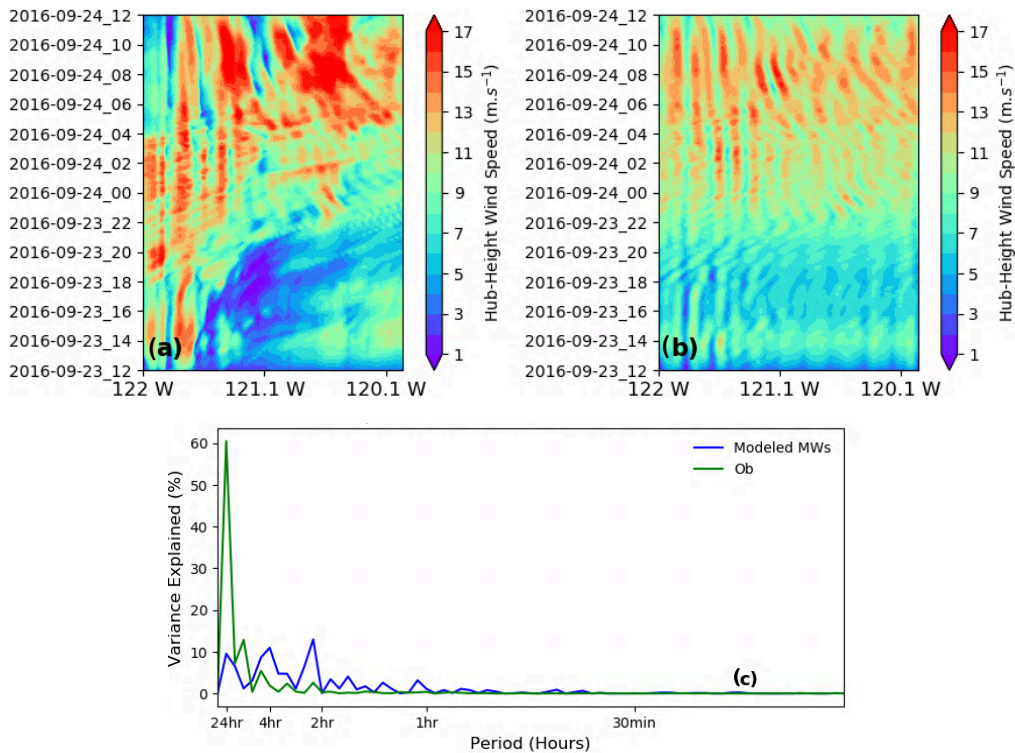 2016-09-24_12
2016-09-24_10
2016-09-24_08
2016-09-24_06
2016-09-24_04
2016-09-24_02
2016-09-24_00
2016-09-23_22
2016-09-23_20
2016-09-23_18
2016-09-23_16
2016-09-23_14
2016-09-23_12
(a)
122 W
121.1 W
120.1 W
17
15
13
11
9
7
5
3
1
Hub-Height Wind Speed (m.s⁻¹)
2016-09-24_12
2016-09-24_10
2016-09-24_08
2016-09-24_06
2016-09-24_04
2016-09-24_02
2016-09-24_00
2016-09-23_22
2016-09-23_20
2016-09-23_18
2016-09-23_16
2016-09-23_14
2016-09-23_12
(b)
122 W
121.1 W
120.1 W
17
15
13
11
9
7
5
3
1
Hub-Height Wind Speed (m.s⁻¹)
Variance Explained (%)
60
50
40
30
20
10
0
Modeled MWs
Ob
(c)
24hr
4hr
2hr
1hr
30min
Period (Hours)